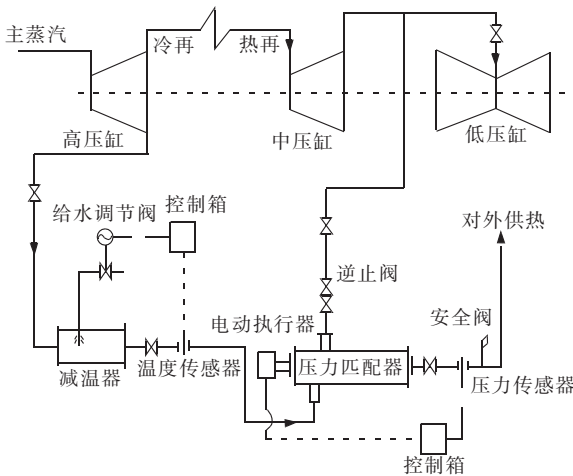 主蒸汽
冷再
热再
高压缸
中压缸
低压缸
给水调节阀
控制箱
对外供热
逆止阀
电动执行器
安全阀
减温器
温度传感器
压力匹配器
压力传感器
控制箱